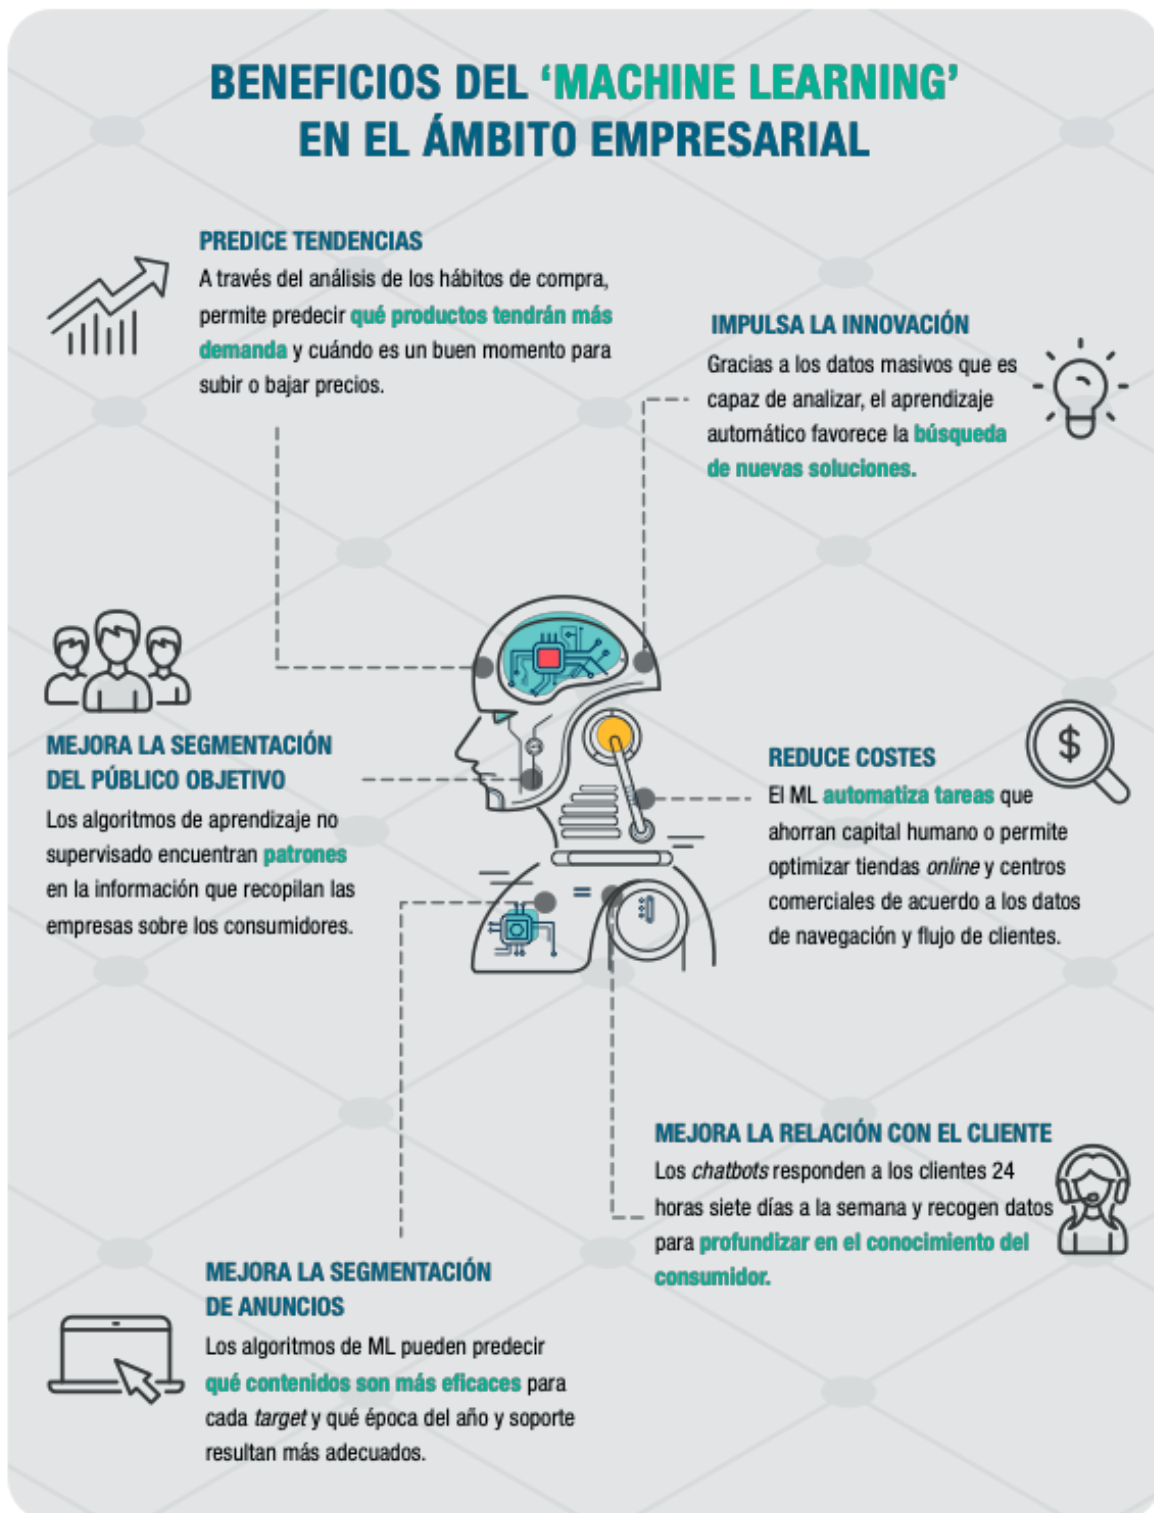 BENEFICIOS DEL ‘MACHINE LEARNING’
EN EL ÁMBITO EMPRESARIAL
PREDICE TENDENCIAS
A través del análisis de los hábitos de compra,
permite predecir qué productos tendrán más
demanda y cuándo es un buen momento para
subir o bajar precios.
IMPULSA LA INNOVACIÓN
Gracias a los datos masivos que es
capaz de analizar, el aprendizaje
automático favorece la búsqueda
de nuevas soluciones.
MEJORA LA SEGMENTACIÓN
DEL PÚBLICO OBJETIVO
Los algoritmos de aprendizaje no
supervisado encuentran patrones
en la información que recopilan las
empresas sobre los consumidores.
$
REDUCE COSTES
El ML automatiza tareas que
ahorran capital humano o permite
optimizar tiendas online y centros
comerciales de acuerdo a los datos
de navegación y flujo de clientes.
MEJORA LA RELACIÓN CON EL CLIENTE
Los chatbots responden a los clientes 24
horas siete días a la semana y recogen datos
para profundizar en el conocimiento del
consumidor.
MEJORA LA SEGMENTACIÓN
DE ANUNCIOS
Los algoritmos de ML pueden predecir
qué contenidos son más eficaces para
cada target y qué época del año y soporte
resultan más adecuados.